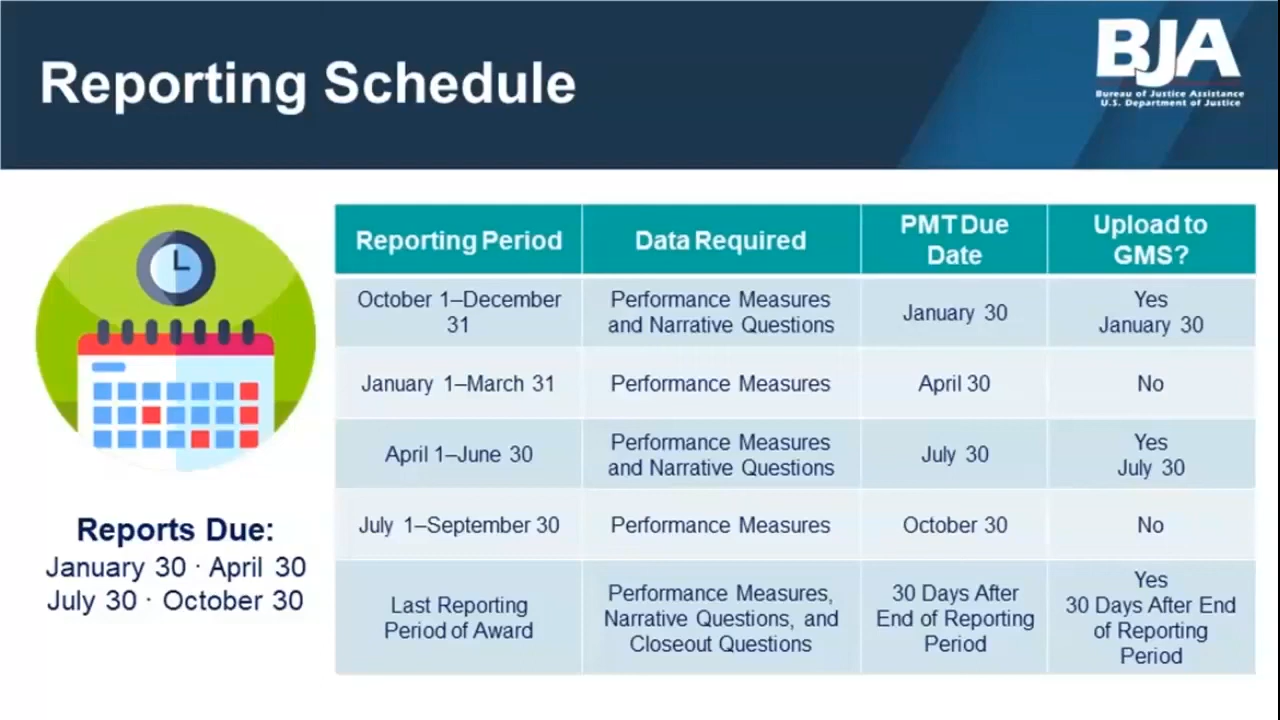 Reporting Schedule
BJA
Bureau of Justice Assistance
U.S. Department of Justice
Reporting Period
Data Required
PMT Due
Date
Upload to
GMS?
October 1–December
31
Performance Measures
and Narrative Questions
January 30
Yes
January 30
January 1–March 31
Performance Measures
April 30
No
April 1–June 30
Performance Measures
and Narrative Questions
July 30
Yes
July 30
July 1–September 30
Performance Measures
October 30
No
Last Reporting
Period of Award
Performance Measures,
Narrative Questions, and
Closeout Questions
30 Days After
End of Reporting
Period
Yes
30 Days After End
of Reporting
Period
Reports Due:
January 30 · April 30
July 30 · October 30